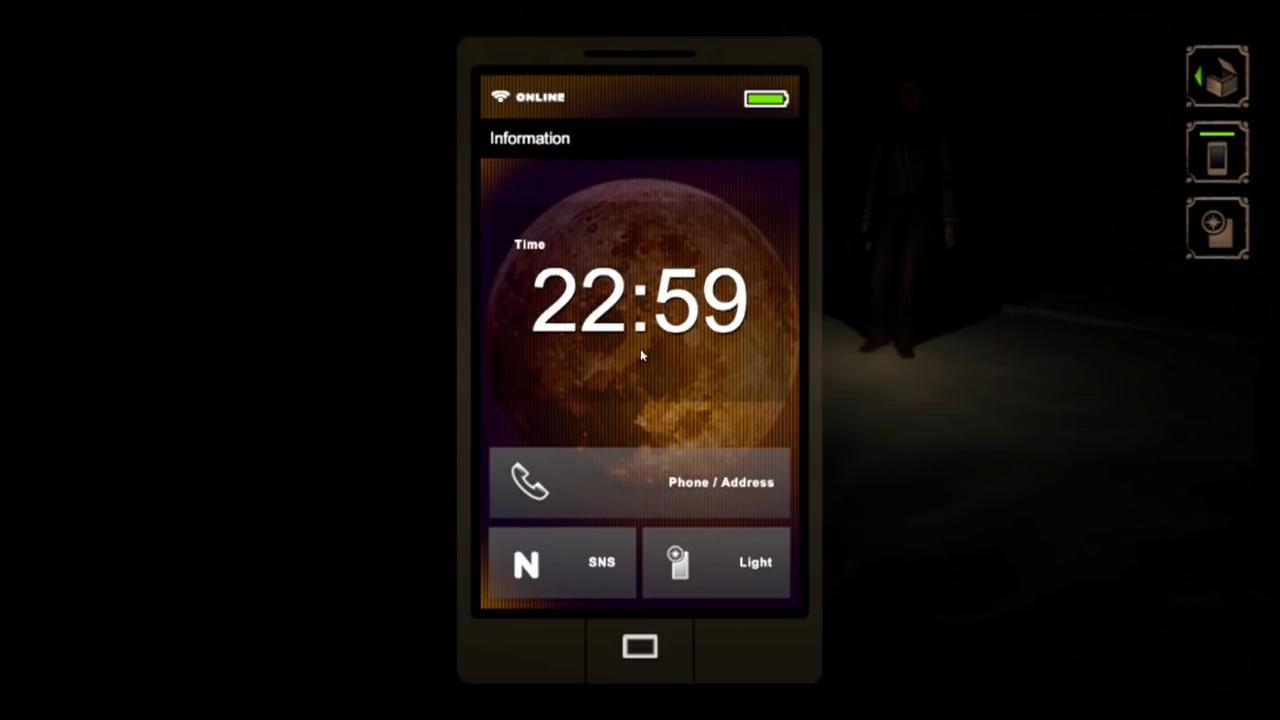 ONLINE
Information
Time
22:59
Phone / Address
N SNS
Light